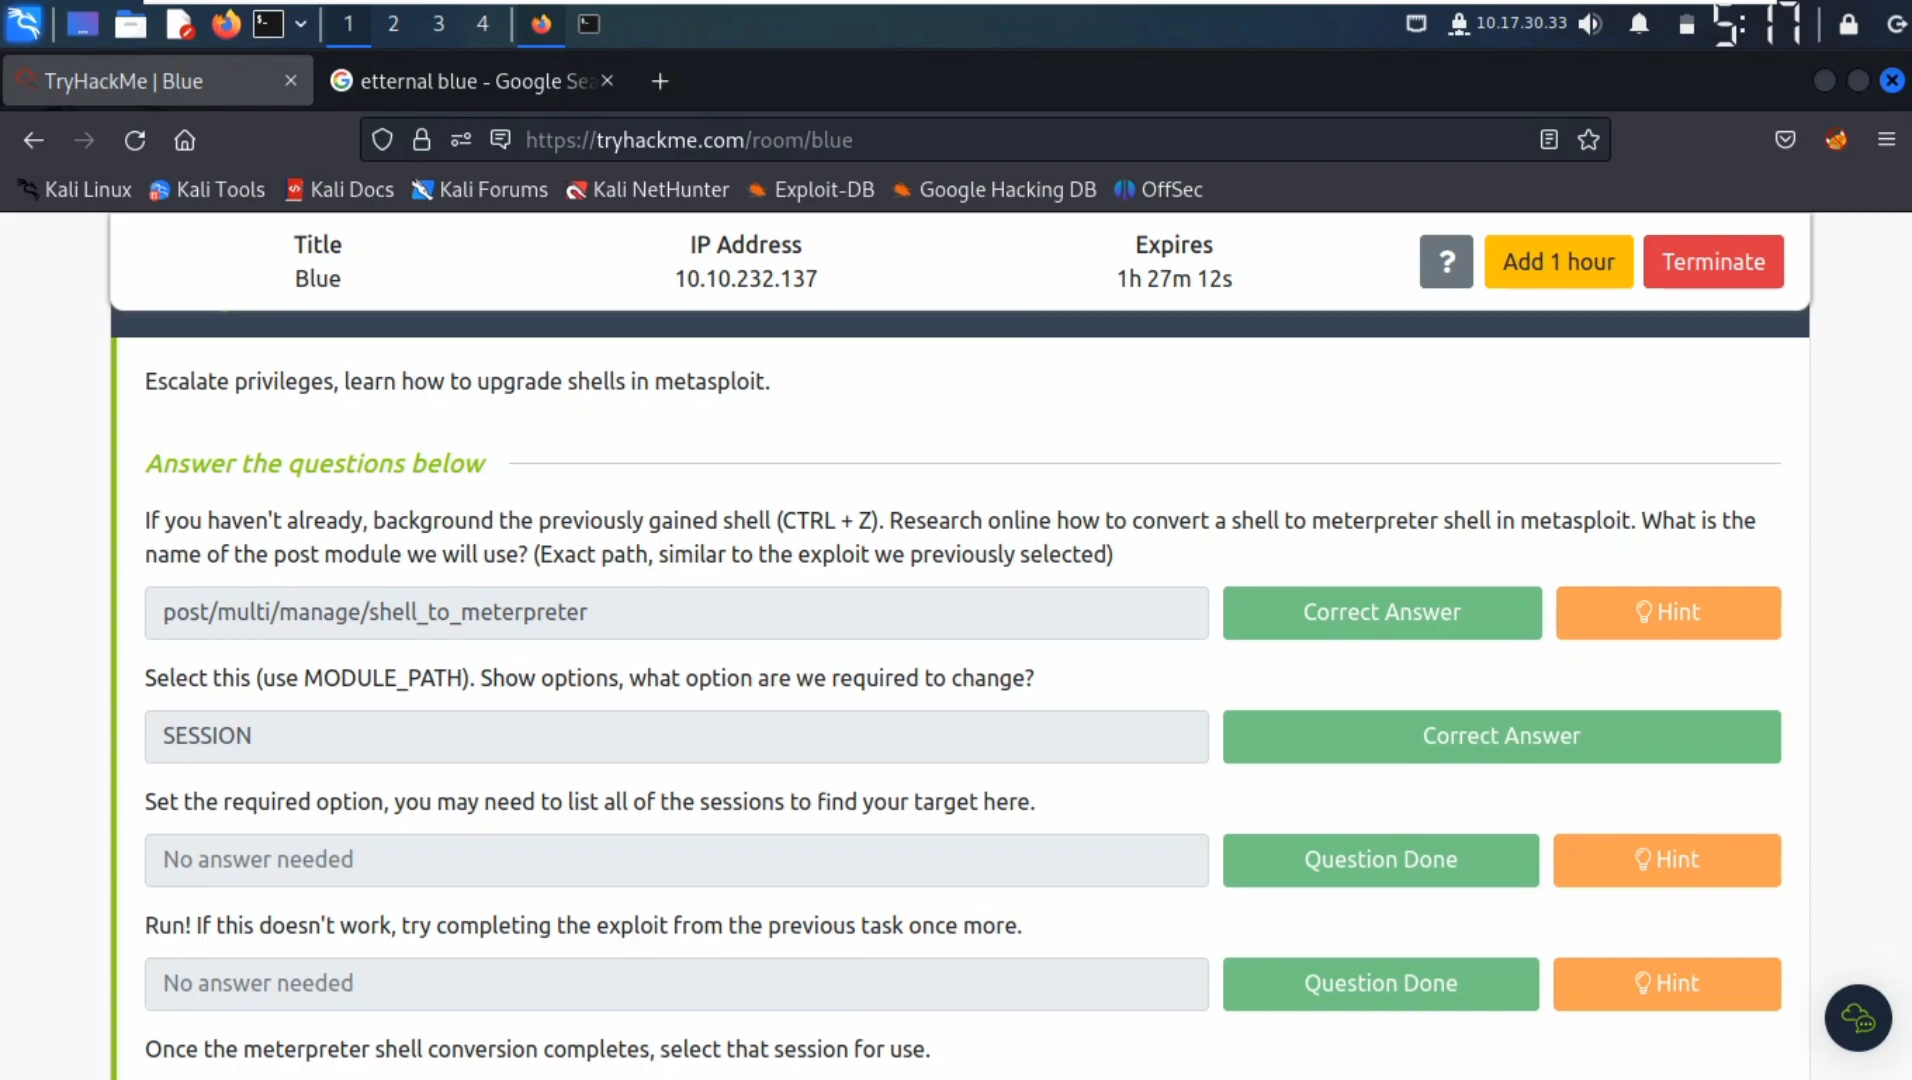 1 2 3 4 10.17.30.33 5:17
TryHackMe | Blue
etternal blue - Google Sea
https://tryhackme.com/room/blue
Kali Linux Kali Tools Kali Docs Kali Forums Kali NetHunter Exploit-DB Google Hacking DB OffSec
Title IP Address Expires
Blue 10.10.232.137 1h 27m 12s
? Add 1 hour Terminate
Escalate privileges, learn how to upgrade shells in metasploit.
Answer the questions below
If you haven't already, background the previously gained shell (CTRL + Z). Research online how to convert a shell to meterpreter shell in metasploit. What is the
name of the post module we will use? (Exact path, similar to the exploit we previously selected)
post/multi/manage/shell_to_meterpreter Correct Answer Hint
Select this (use MODULE_PATH). Show options, what option are we required to change?
SESSION Correct Answer
Set the required option, you may need to list all of the sessions to find your target here.
No answer needed Question Done Hint
Run! If this doesn't work, try completing the exploit from the previous task once more.
No answer needed Question Done Hint
Once the meterpreter shell conversion completes, select that session for use.